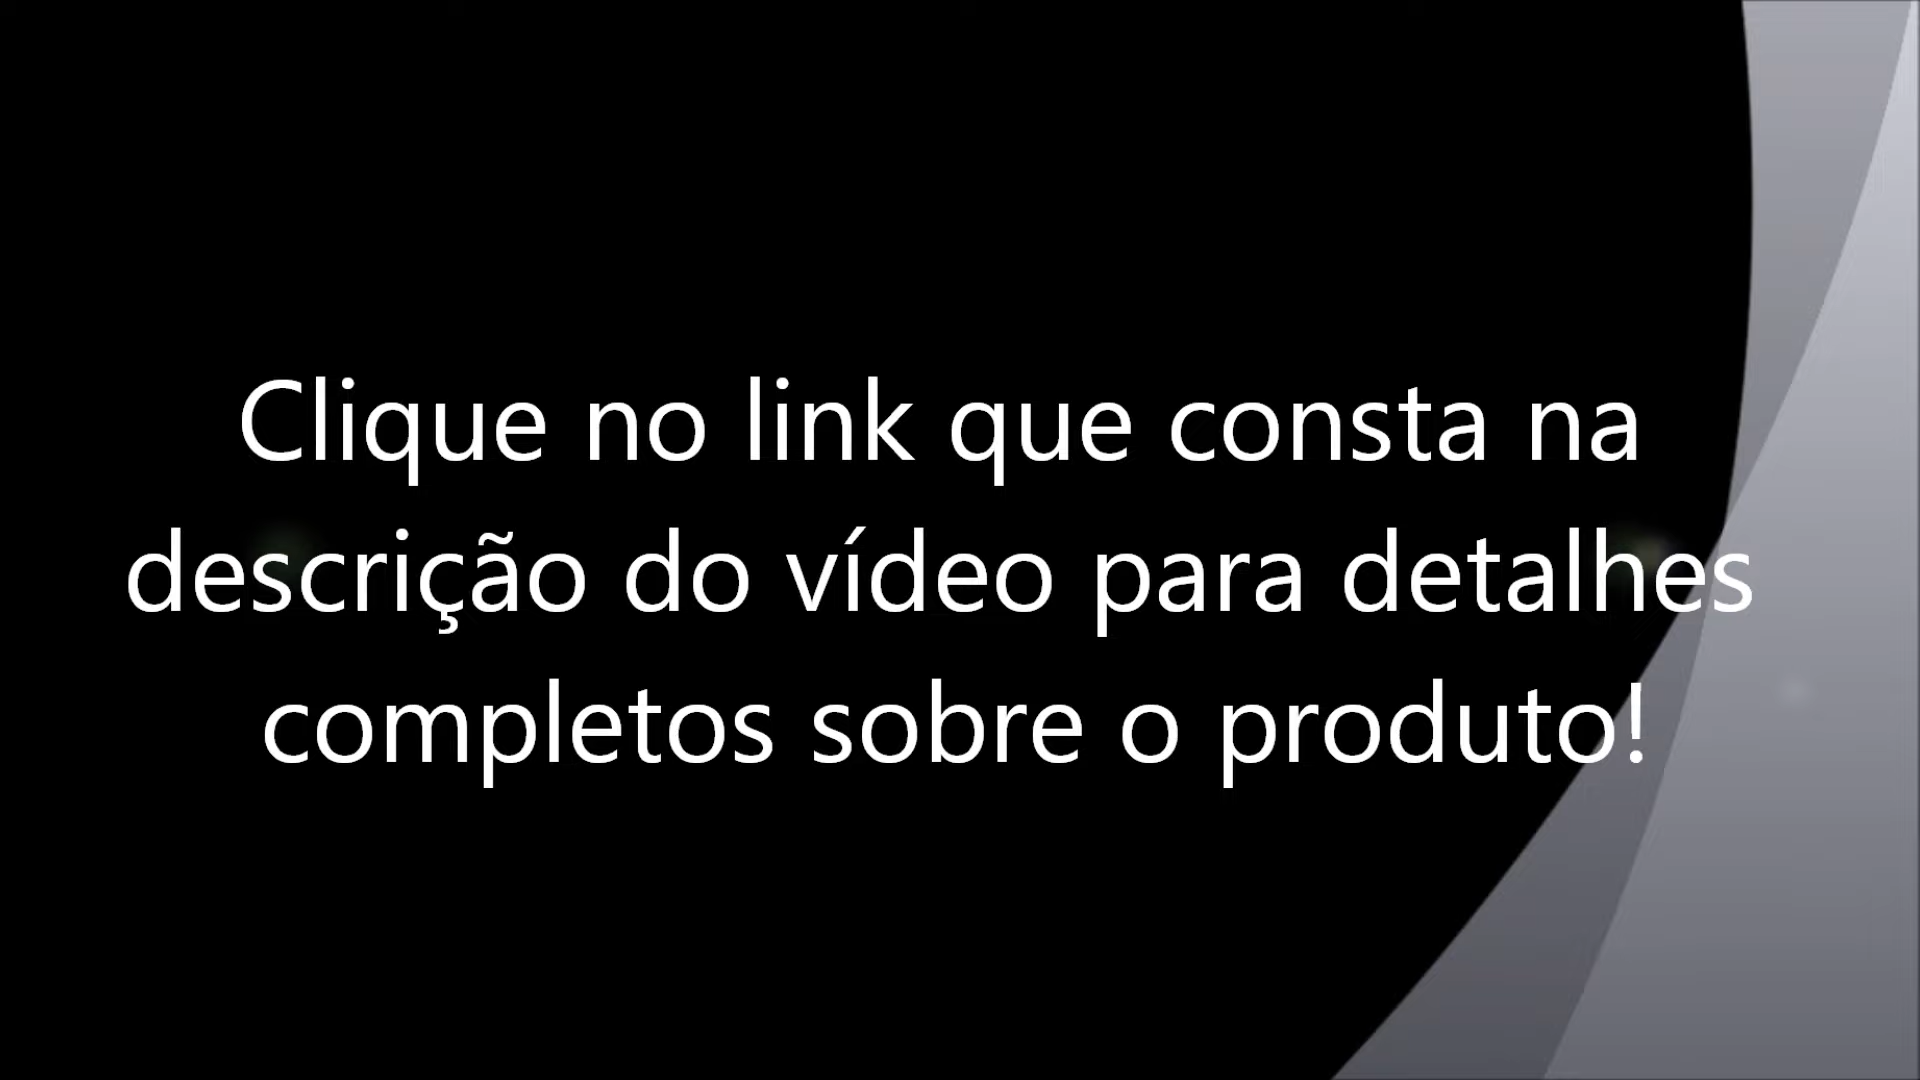 Clique no link que consta na
descrição do vídeo para detalhes
completos sobre o produto!